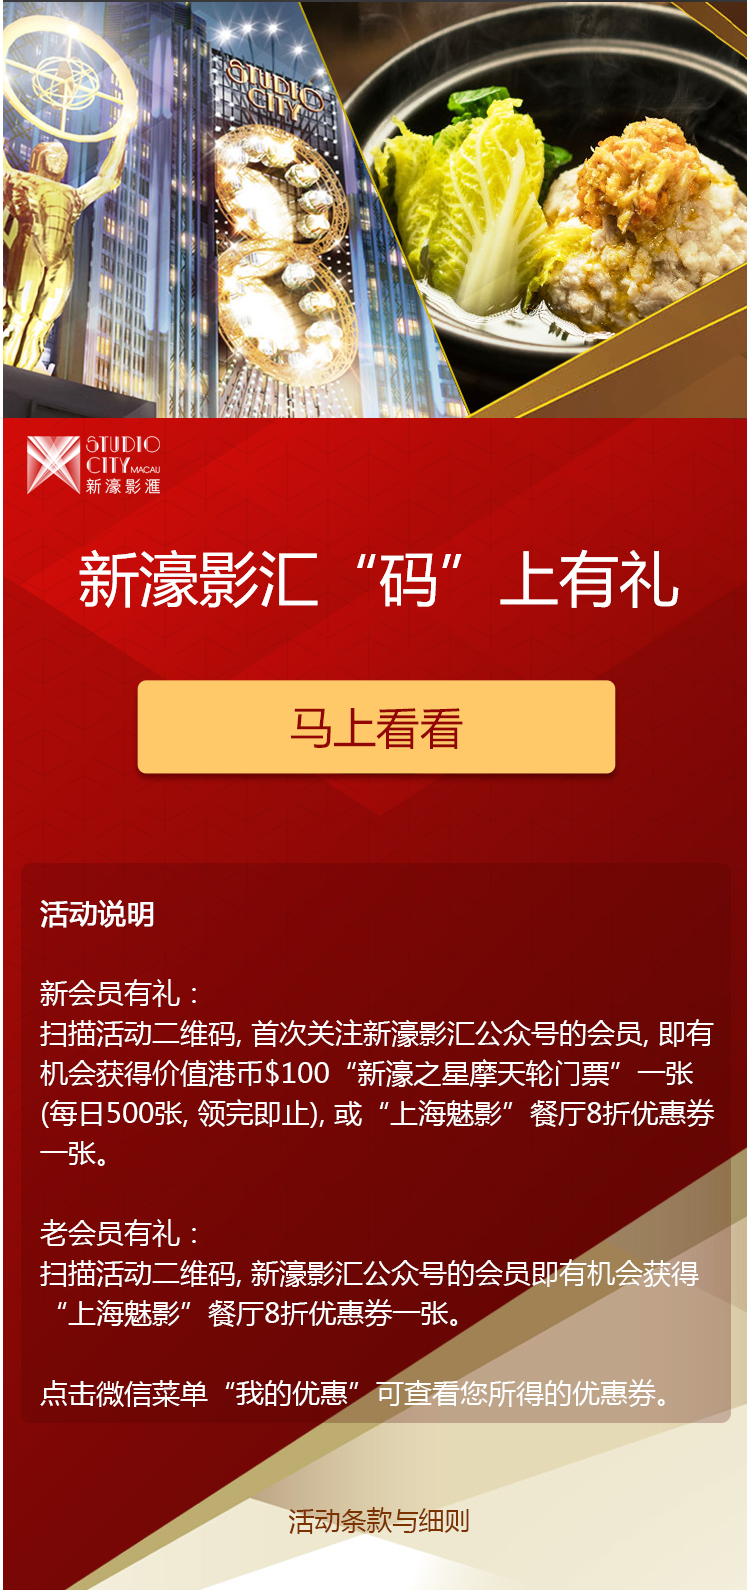 STUDIO
CITY
STUDIO
CITY MACAU
新濠影滙
新濠影汇“码”上有礼
马上看看
活动说明
新会员有礼：
扫描活动二维码, 首次关注新濠影汇公众号的会员, 即有
机会获得价值港币$100“新濠之星摩天轮门票”一张
(每日500张, 领完即止), 或“上海魅影”餐厅8折优惠券
一张。
老会员有礼：
扫描活动二维码, 新濠影汇公众号的会员即有机会获得
“上海魅影”餐厅8折优惠券一张。
点击微信菜单“我的优惠”可查看您所得的优惠券。
活动条款与细则